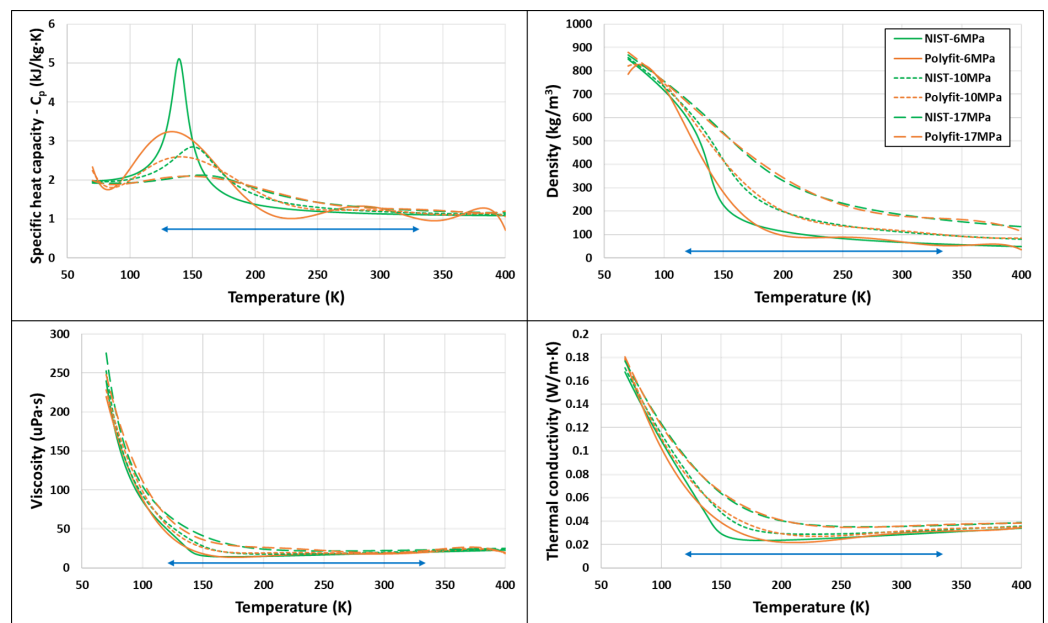 Specific heat capacity - Cp (kJ/kg·K)
6
5
4
3
2
1
0
50 100 150 200 250 300 350 400
Temperature (K)
Density (kg/m³)
1000
900
800
700
600
500
400
300
200
100
0
50 100 150 200 250 300 350 400
Temperature (K)
NIST-6MPa
Polyfit-6MPa
NIST-10MPa
Polyfit-10MPa
NIST-17MPa
Polyfit-17MPa
Viscosity (uPa·s)
300
250
200
150
100
50
0
50 100 150 200 250 300 350 400
Temperature (K)
Thermal conductivity (W/m·K)
0.2
0.18
0.16
0.14
0.12
0.1
0.08
0.06
0.04
0.02
0
50 100 150 200 250 300 350 400
Temperature (K)